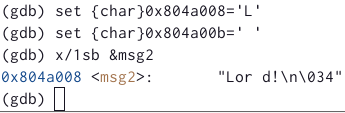 (gdb) set {char}0x804a008='L'
(gdb) set {char}0x804a00b=' '
(gdb) x/1sb &msg2
0x804a008 <msg2>:        "Lor d!\n\034"
(gdb)